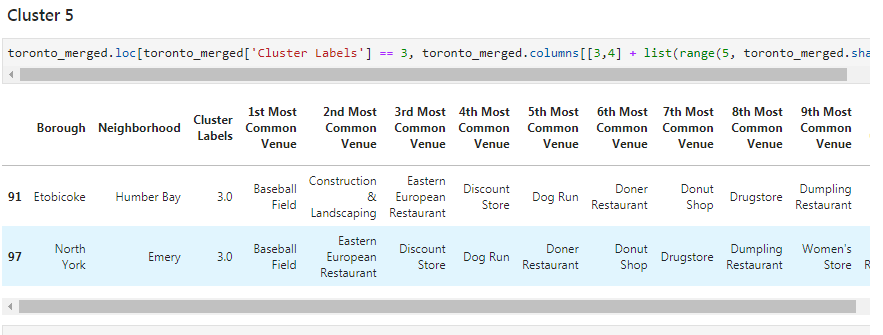 Cluster 5
toronto_merged.loc[toronto_merged['Cluster Labels'] == 3, toronto_merged.columns[[3,4] + list(range(5, toronto_merged.sha
Borough Neighborhood Cluster Labels 1st Most Common Venue 2nd Most Common Venue 3rd Most Common Venue 4th Most Common Venue 5th Most Common Venue 6th Most Common Venue 7th Most Common Venue 8th Most Common Venue 9th Most Common Venue
91 Etobicoke Humber Bay 3.0 Baseball Field Construction & Landscaping Eastern European Restaurant Discount Store Dog Run Doner Restaurant Donut Shop Drugstore Dumpling Restaurant
97 North York Emery 3.0 Baseball Field Eastern European Restaurant Discount Store Dog Run Doner Restaurant Donut Shop Drugstore Dumpling Restaurant Women's Store R